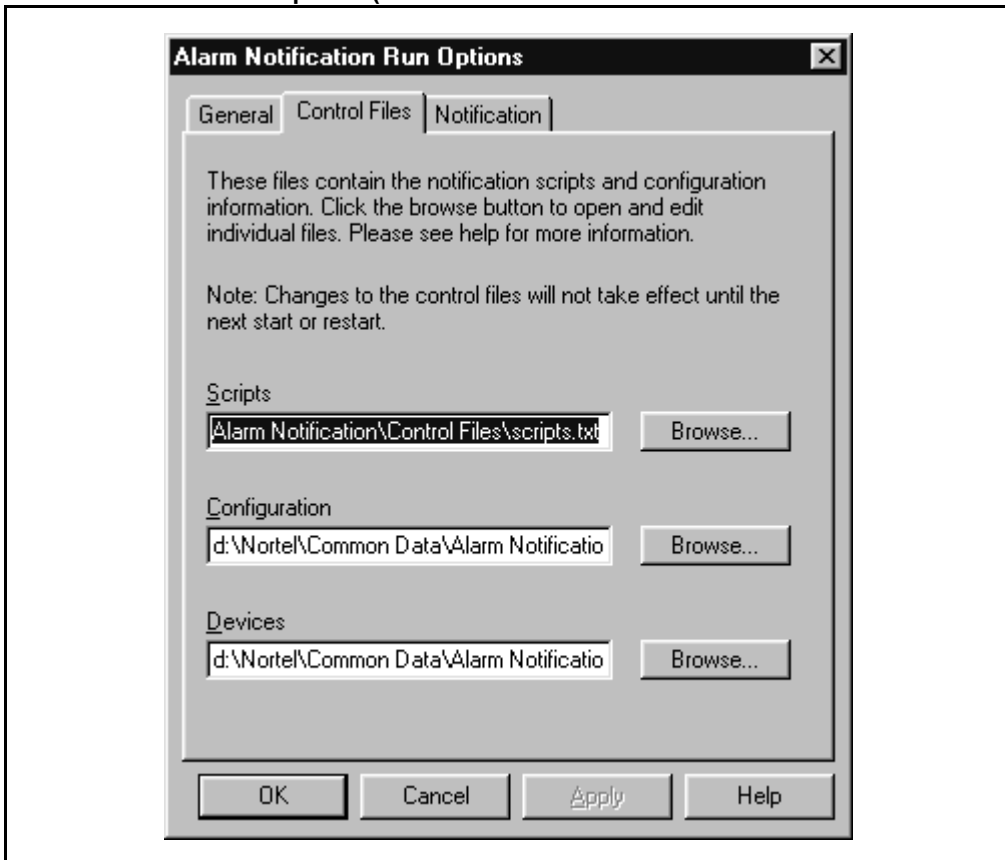 Alarm Notification Run Options
General Control Files Notification
These files contain the notification scripts and configuration
information. Click the browse button to open and edit
individual files. Please see help for more information.
Note: Changes to the control files will not take effect until the
next start or restart.
Scripts
Alarm Notification\Control Files\scripts.txt Browse...
Configuration
d:\Nortel\Common Data\Alarm Notificatio Browse...
Devices
d:\Nortel\Common Data\Alarm Notificatio Browse...
OK Cancel Apply Help